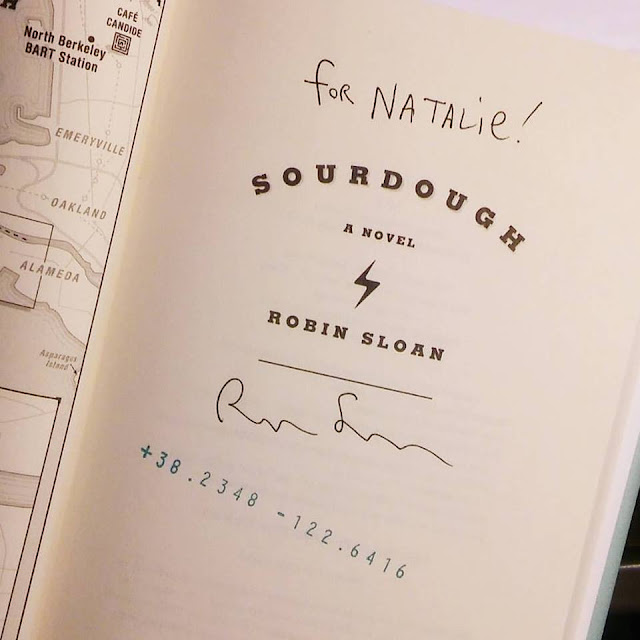 CAFÉ
CANDIDE
North Berkeley
BART Station
EMERYVILLE
OAKLAND
ALAMEDA
Asparagus
Island
for NATALie!
SOURDOUGH
A NOVEL
ROBIN SLOAN
+38.2348 -122.6416